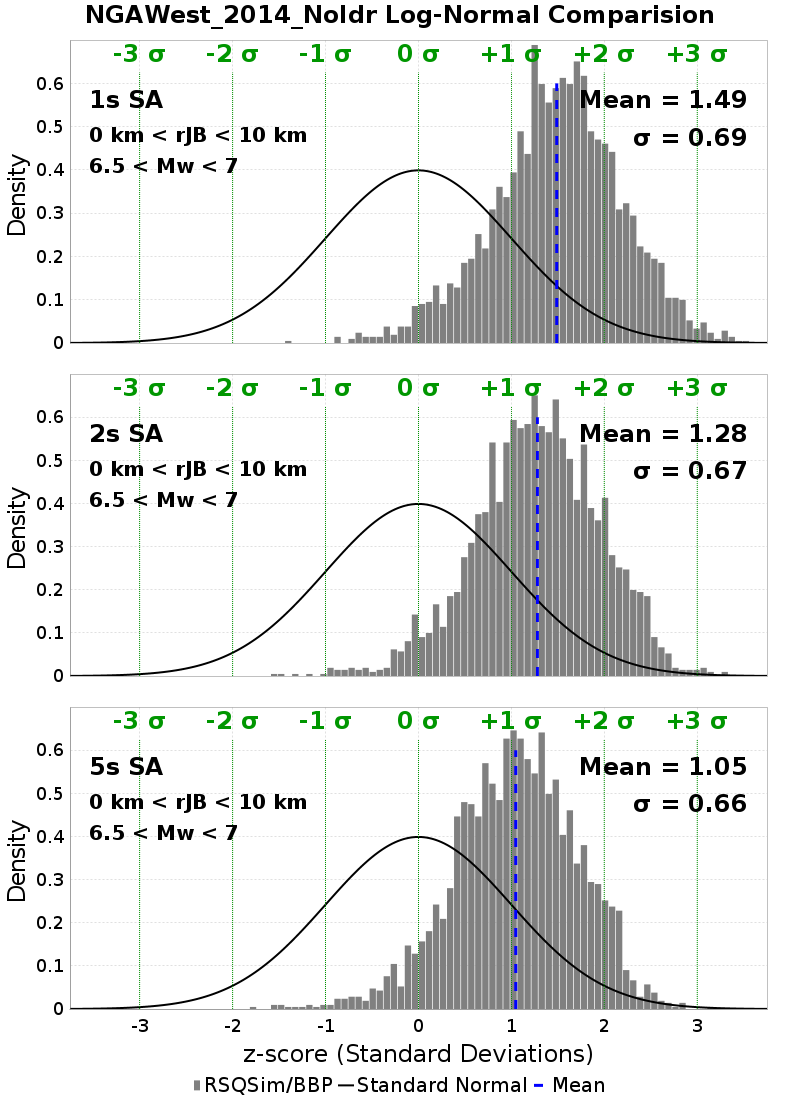 NGAWest_2014_NoIdr Log-Normal Comparision
-3 σ -2 σ -1 σ 0 σ +1 σ +2 σ +3 σ
1s SA
Mean = 1.49
0 km < rJB < 10 km
σ = 0.69
6.5 < Mw < 7
Density
0.6
0.5
0.4
0.3
0.2
0.1
0
-3 σ -2 σ -1 σ 0 σ +1 σ +2 σ +3 σ
2s SA
Mean = 1.28
0 km < rJB < 10 km
σ = 0.67
6.5 < Mw < 7
Density
0.6
0.5
0.4
0.3
0.2
0.1
0
-3 σ -2 σ -1 σ 0 σ +1 σ +2 σ +3 σ
5s SA
Mean = 1.05
0 km < rJB < 10 km
σ = 0.66
6.5 < Mw < 7
Density
0.6
0.5
0.4
0.3
0.2
0.1
0
-3 -2 -1 0 1 2 3
z-score (Standard Deviations)
RSQSim/BBP Standard Normal Mean